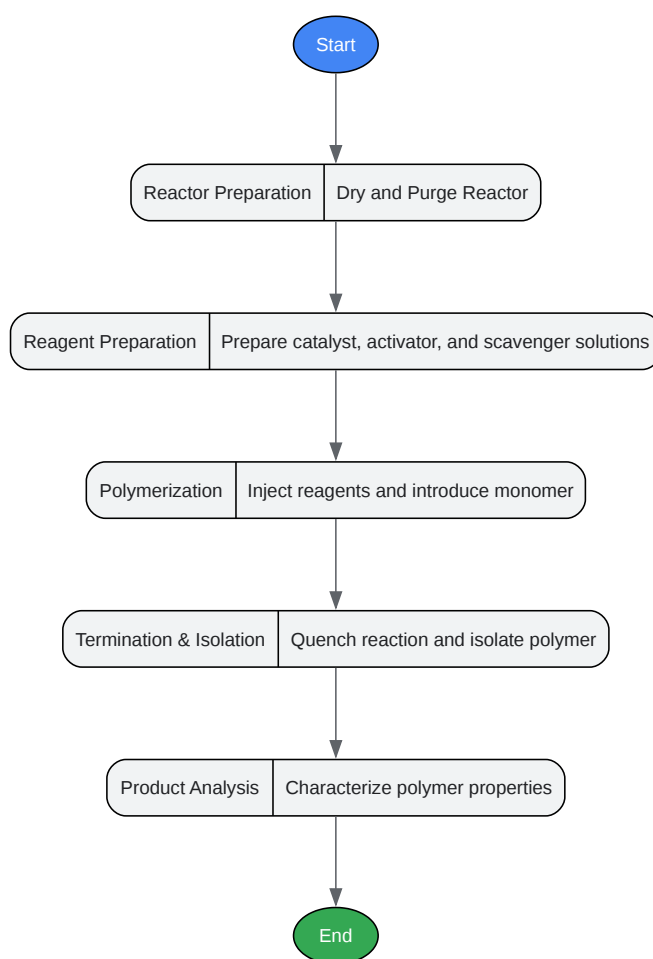 Start
Reactor Preparation Dry and Purge Reactor
Reagent Preparation Prepare catalyst, activator, and scavenger solutions
Polymerization Inject reagents and introduce monomer
Termination & Isolation Quench reaction and isolate polymer
Product Analysis Characterize polymer properties
End